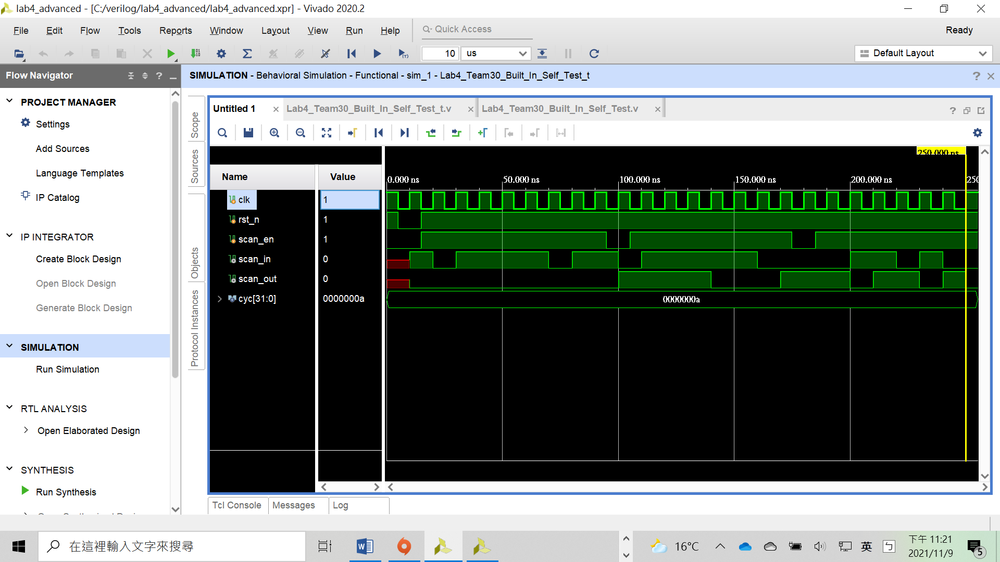 lab4_advanced - [C:/verilog/lab4_advanced/lab4_advanced.xpr] - Vivado 2020.2
File Edit Flow Tools Reports Window Layout View Run Help Quick Access Ready
10 us Default Layout
Flow Navigator ? _
SIMULATION - Behavioral Simulation - Functional - sim_1 - Lab4_Team30_Built_In_Self_Test_t
PROJECT MANAGER
Settings
Add Sources
Language Templates
IP Catalog
IP INTEGRATOR
Create Block Design
Open Block Design
Generate Block Design
SIMULATION
Run Simulation
RTL ANALYSIS
Open Elaborated Design
SYNTHESIS
Run Synthesis
Scope
Sources
Objects
Protocol Instances
Untitled 1 Lab4_Team30_Built_In_Self_Test_t.v Lab4_Team30_Built_In_Self_Test.v
250.000 ns
Name Value
0.000 ns 50.000 ns 100.000 ns 150.000 ns 200.000 ns 250
clk 1
rst_n 1
scan_en 1
scan_in 0
scan_out 0
cyc[31:0] 0000000a 0000000a
Tcl Console Messages Log
在這裡輸入文字來搜尋
16°C 英 ㄅ
下午 11:21
2021/11/9
5